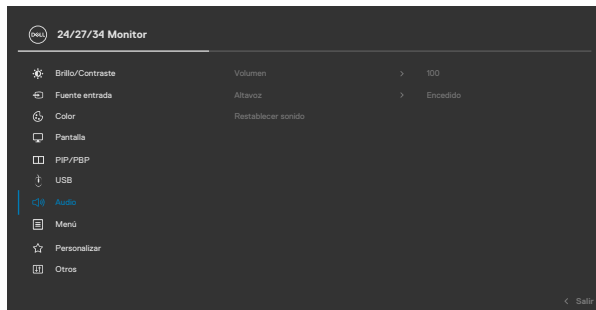 DELL 24/27/34 Monitor
Brillo/Contraste Volumen > 100
Fuente entrada Altavoz > Encedido
Color Restablecer sonido
Pantalla
PIP/PBP
USB
Audio
Menú
Personalizar
Otros
< Salir